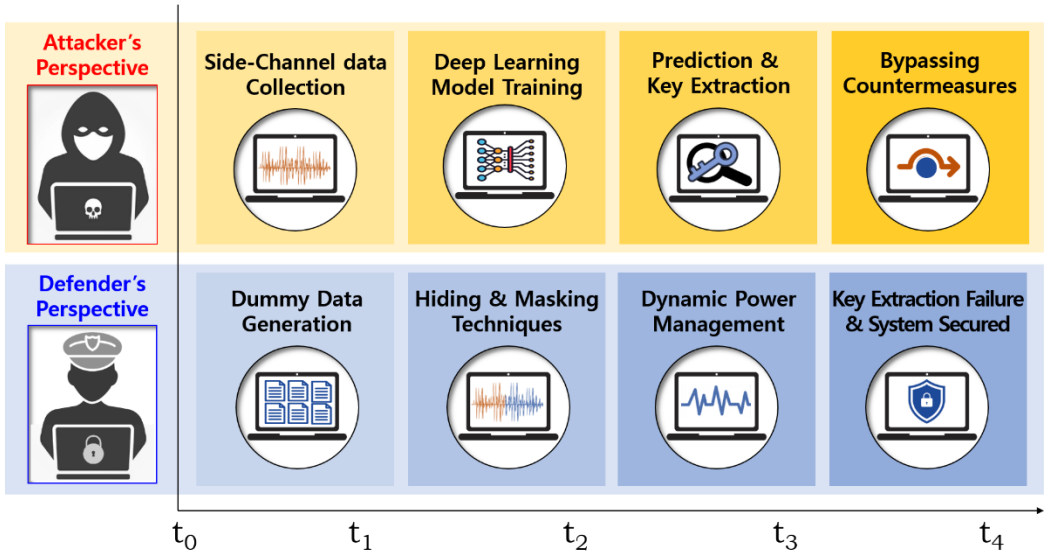 Attacker's
Perspective
Side-Channel data
Collection
Deep Learning
Model Training
Prediction &
Key Extraction
Bypassing
Countermeasures
Defender's
Perspective
Dummy Data
Generation
Hiding & Masking
Techniques
Dynamic Power
Management
Key Extraction Failure
& System Secured
t0 t1 t2 t3 t4